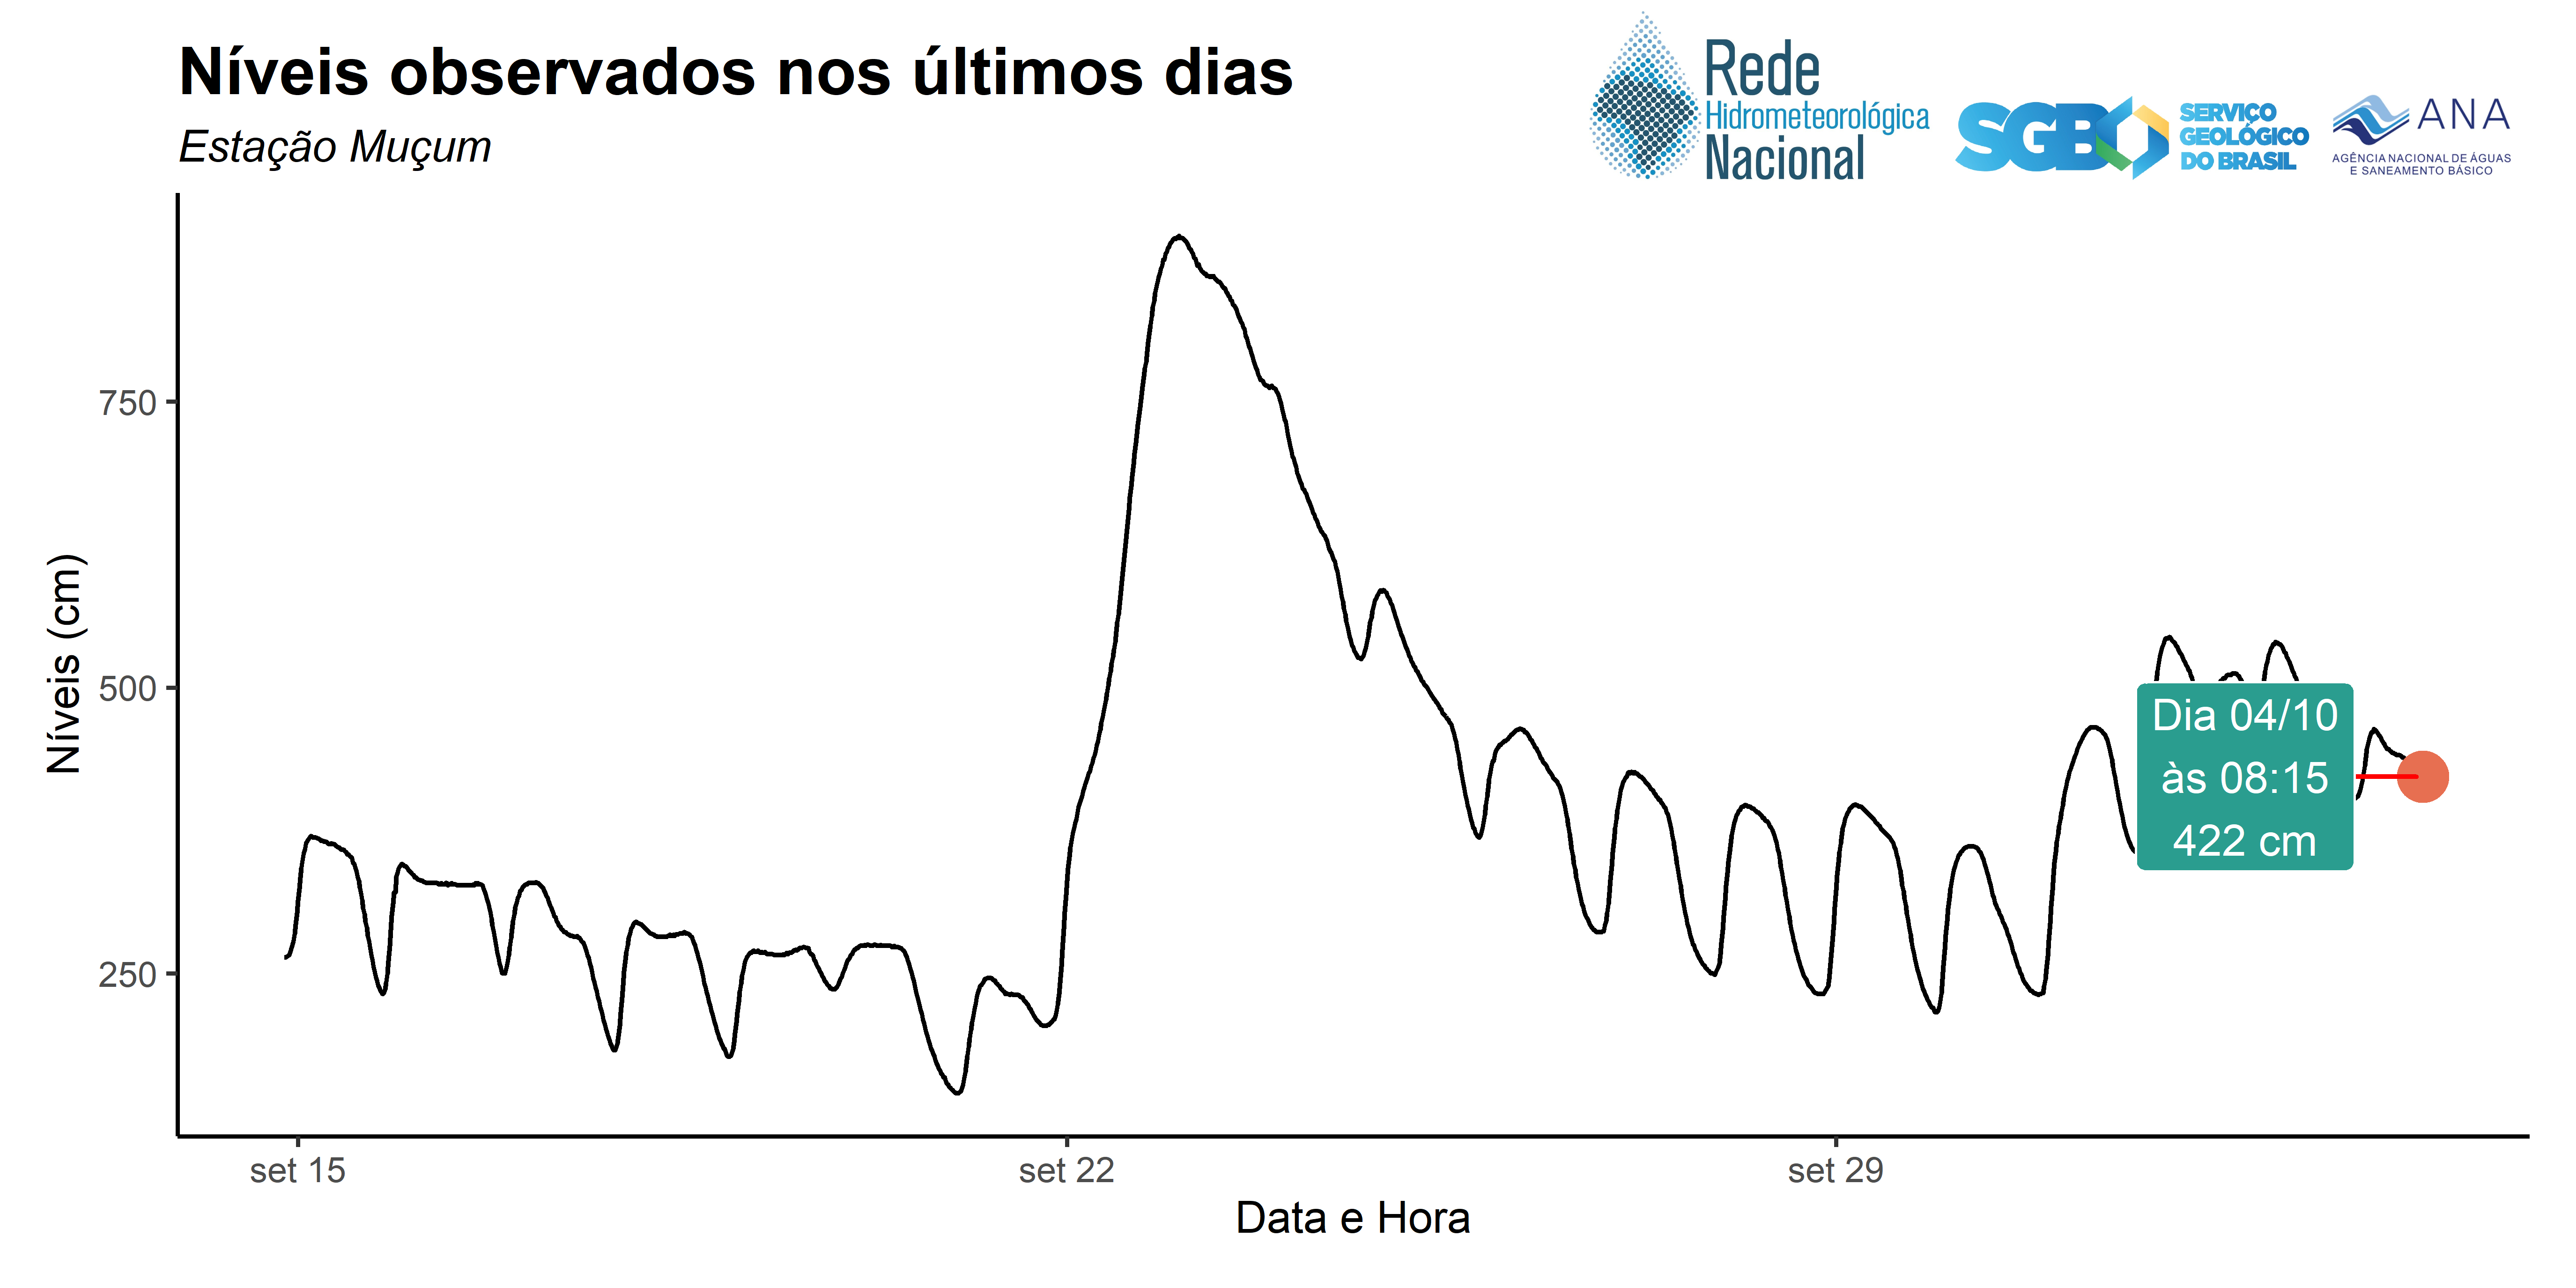 Níveis observados nos últimos dias
Estação Muçum
Rede
Hidrometeorológica
Nacional
SGB
SERVIÇO
GEOLÓGICO
DO BRASIL
ANA
AGÊNCIA NACIONAL DE ÁGUAS
E SANEAMENTO BÁSICO
Níveis (cm)
750
500
250
Dia 04/10
às 08:15
422 cm
set 15
set 22
set 29
Data e Hora